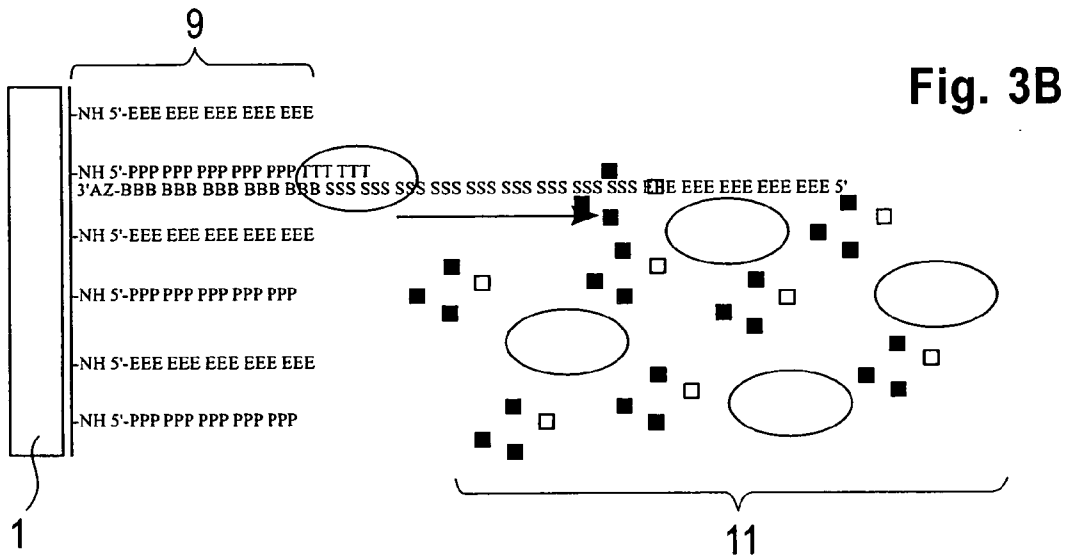 9
Fig. 3B
-NH 5'-EEE EEE EEE EEE EEE
-NH 5'-PPP PPP PPP PPP PPP TTT TTT
3'AZ-BBB BBB BBB BBB BBB SSS SSS SSS SSS SSS SSS SSS SSS SSS EEE EEE EEE EEE EEE 5'
-NH 5'-EEE EEE EEE EEE EEE
-NH 5'-PPP PPP PPP PPP PPP
-NH 5'-EEE EEE EEE EEE EEE
-NH 5'-PPP PPP PPP PPP PPP
1
11